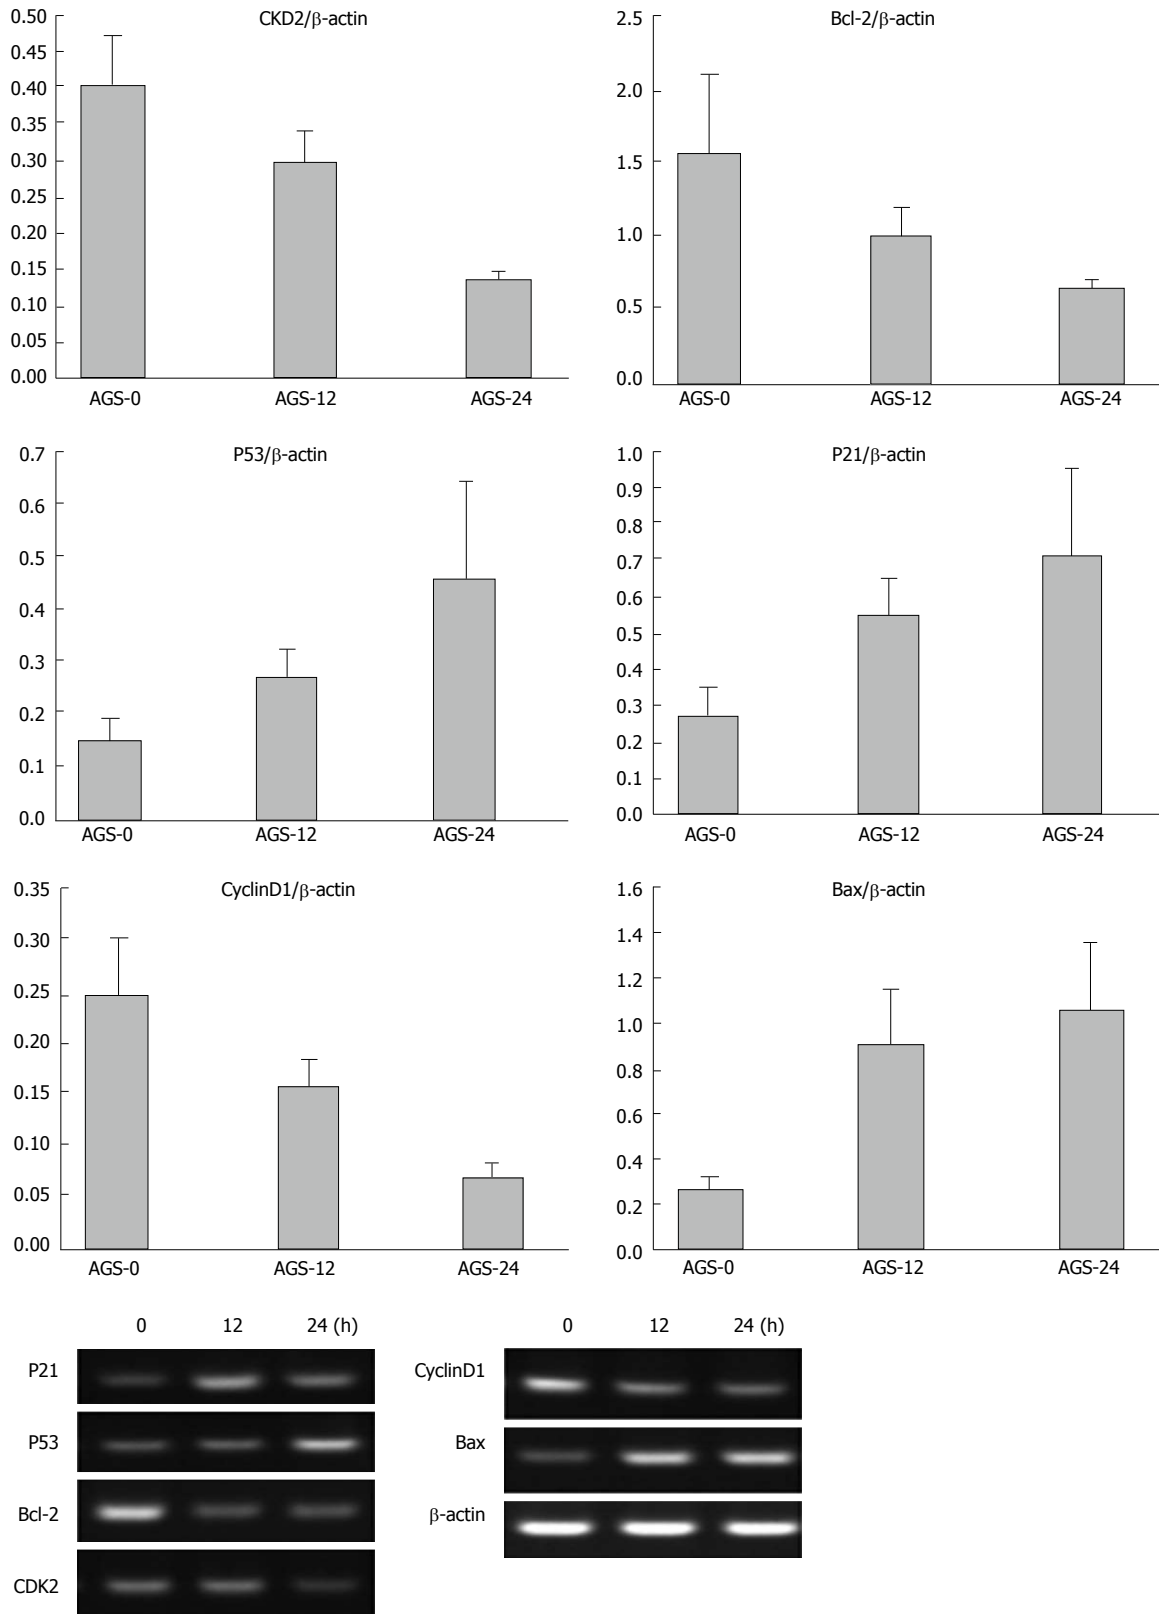 CKD2/β-actin
0.50
0.45
0.40
0.35
0.30
0.25
0.20
0.15
0.10
0.05
0.00
AGS-0 AGS-12 AGS-24
Bcl-2/β-actin
2.5
2.0
1.5
1.0
0.5
0.0
AGS-0 AGS-12 AGS-24
P53/β-actin
0.7
0.6
0.5
0.4
0.3
0.2
0.1
0.0
AGS-0 AGS-12 AGS-24
P21/β-actin
1.0
0.9
0.8
0.7
0.6
0.5
0.4
0.3
0.2
0.1
0.0
AGS-0 AGS-12 AGS-24
CyclinD1/β-actin
0.35
0.30
0.25
0.20
0.15
0.10
0.05
0.00
AGS-0 AGS-12 AGS-24
Bax/β-actin
1.6
1.4
1.2
1.0
0.8
0.6
0.4
0.2
0.0
AGS-0 AGS-12 AGS-24
0 12 24 (h)
P21
P53
Bcl-2
CDK2
0 12 24 (h)
CyclinD1
Bax
β-actin